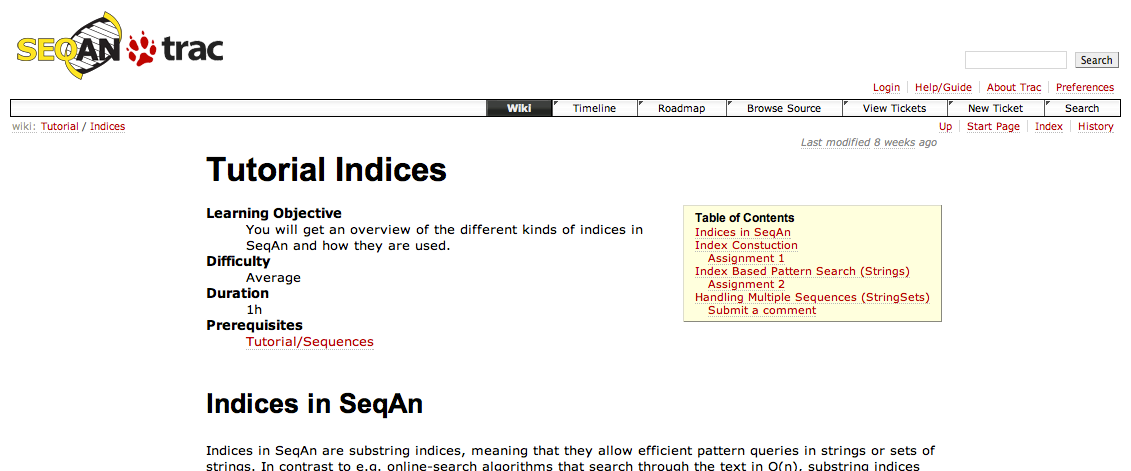 SEQAN trac
Search
Login Help/Guide About Trac Preferences
Wiki Timeline Roadmap Browse Source View Tickets New Ticket Search
wiki: Tutorial / Indices
Up Start Page Index History
Last modified 8 weeks ago
Tutorial Indices
Learning Objective
You will get an overview of the different kinds of indices in
SeqAn and how they are used.
Difficulty
Average
Duration
1h
Prerequisites
Tutorial/Sequences
Table of Contents
Indices in SeqAn
Index Constuction
Assignment 1
Index Based Pattern Search (Strings)
Assignment 2
Handling Multiple Sequences (StringSets)
Submit a comment
Indices in SeqAn
Indices in SeqAn are substring indices, meaning that they allow efficient pattern queries in strings or sets of
strings. In contrast to e.g. online-search algorithms that search through the text in O(n), substring indices